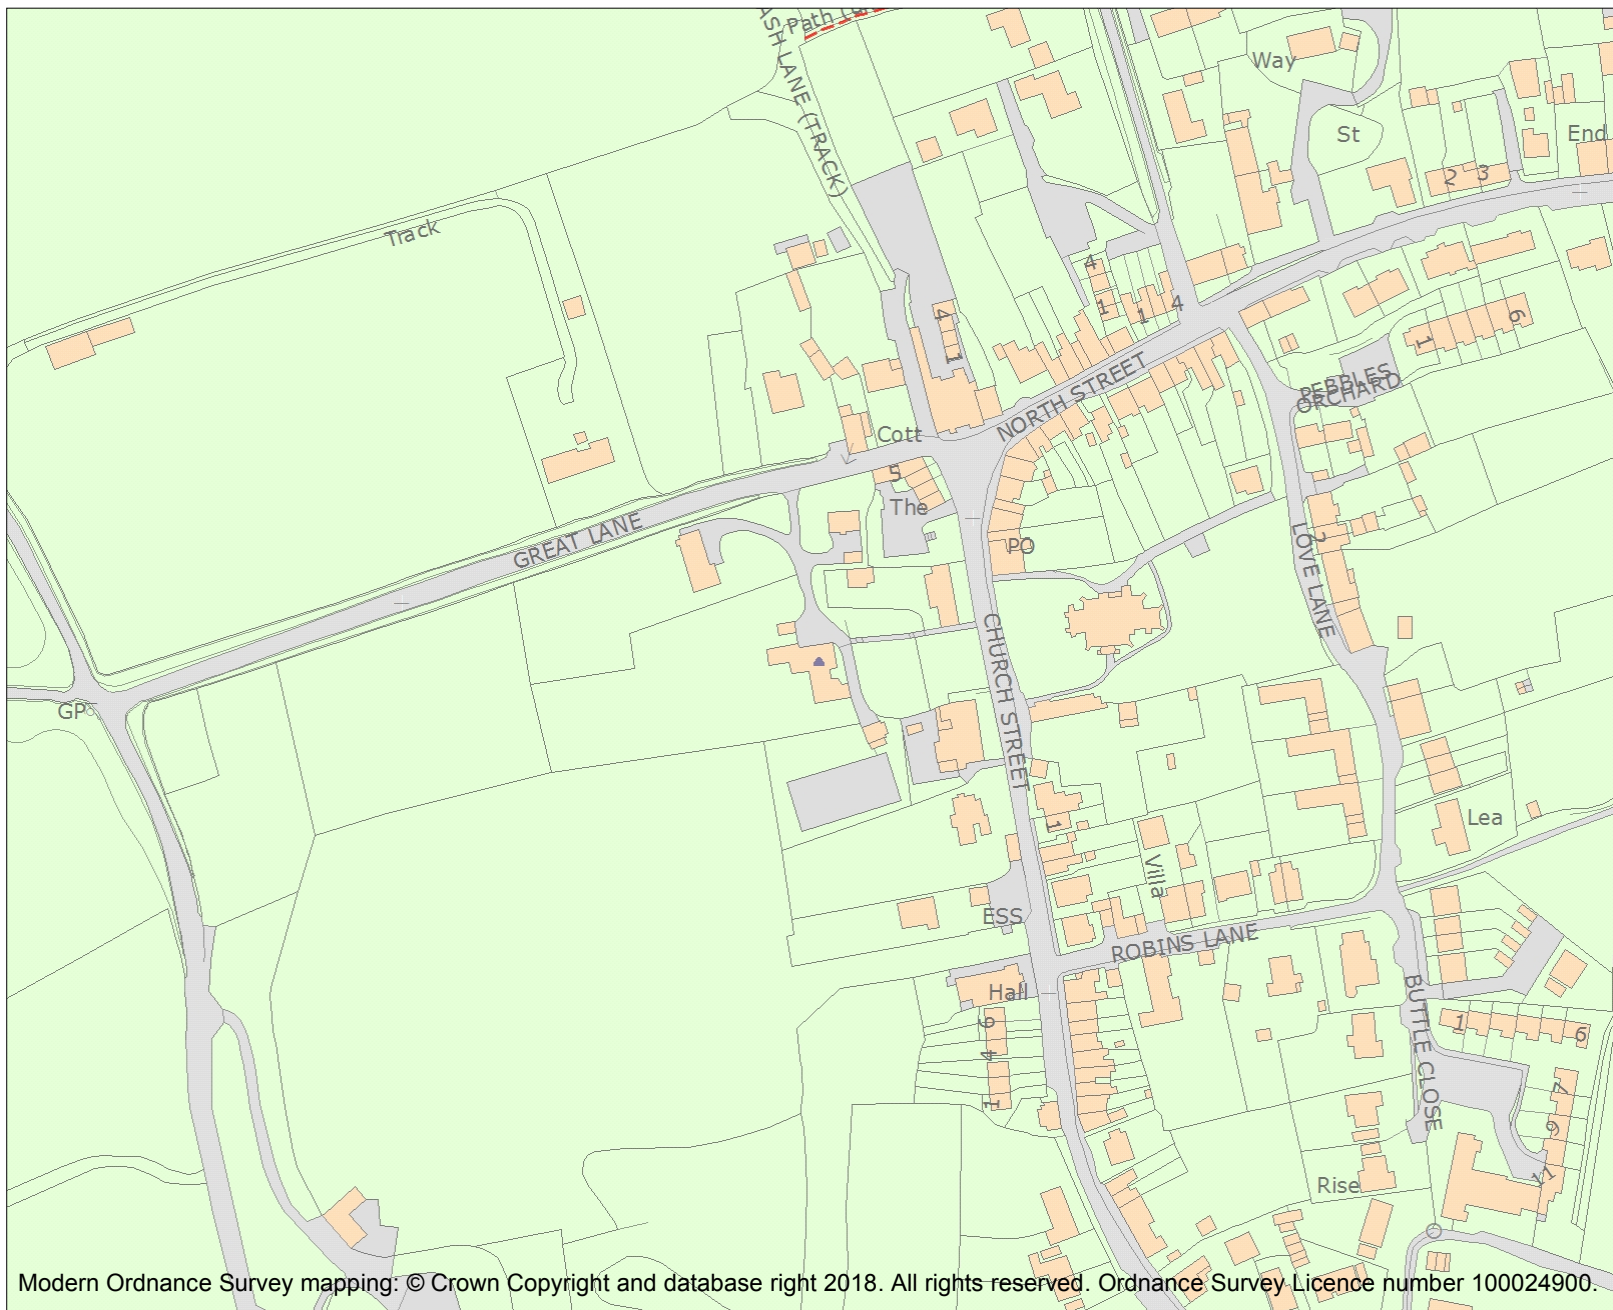 Path (um
ASH LANE (TRACK)
Way
St
End
2
3
Track
4
1
1
4
4
1
1
6
NORTH STREET
PEBBLES
ORCHARD
Cott
5
The
GREAT LANE
PO
2
LOVE LANE
CHURCH STREET
GP
Lea
1
Villa
ESS
ROBINS LANE
Hall
6
4
1
BUTTLE CLOSE
1
6
7
9
11
Rise
Modern Ordnance Survey mapping: © Crown Copyright and database right 2018. All rights reserved. Ordnance Survey Licence number 100024900.